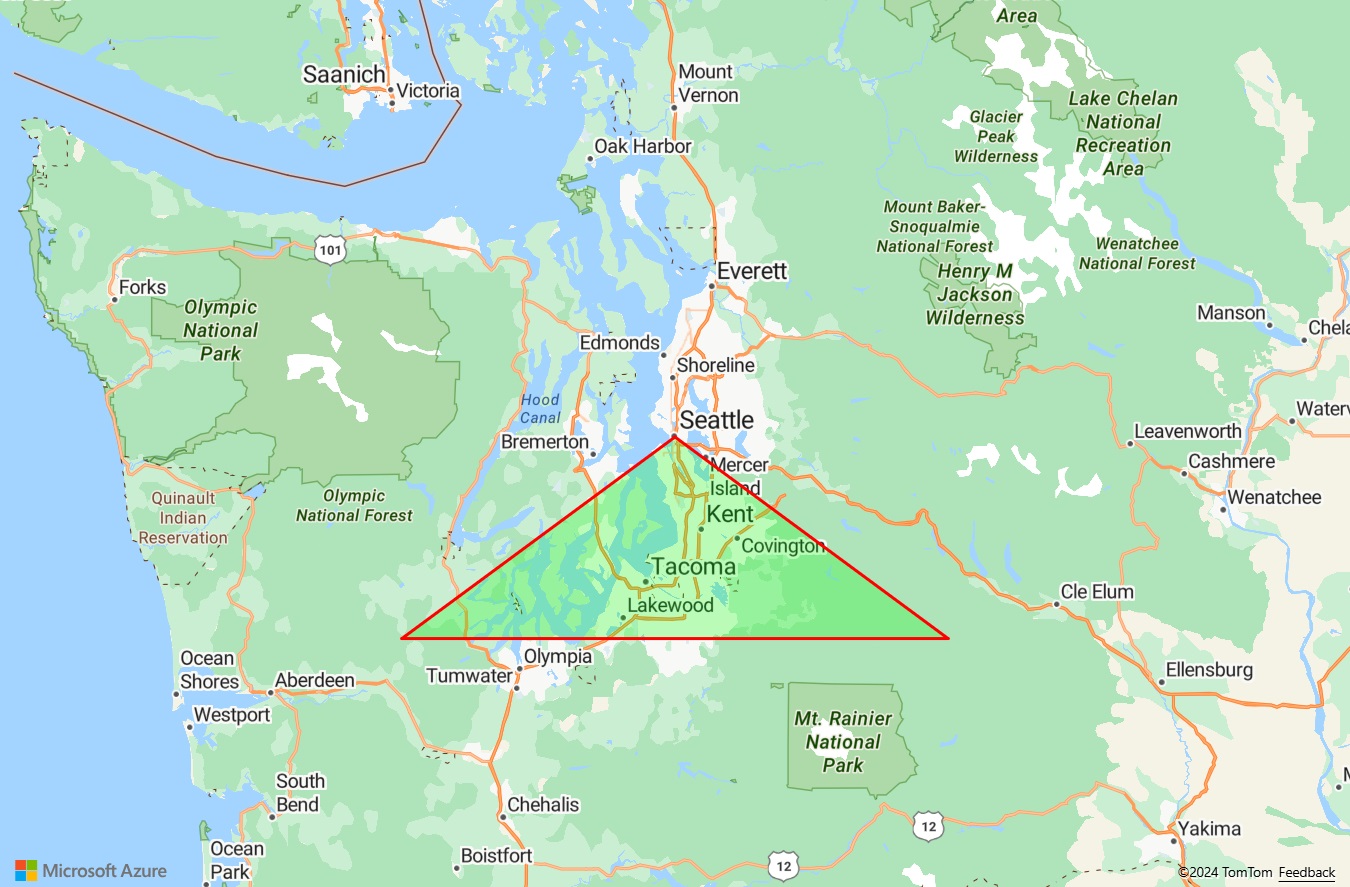 Area
Saanich
Victoria
Mount
Vernon
Lake Chelan
National
Recreation
Area
Glacier
Peak
Wilderness
Oak Harbor
Mount Baker-
Snoqualmie
National Forest
Wenatchee
National Forest
101
Everett
Henry M
Jackson
Wilderness
Forks
Olympic
National
Park
Manson
Chela
Edmonds
Shoreline
Hood
Canal
Waterv
Seattle
Leavenworth
Bremerton
Cashmere
Mercer
Island
Wenatchee
Quinault
Indian
Reservation
Olympic
National Forest
Kent
Covington
Tacoma
Cle Elum
Lakewood
Ocean
Shores
Olympia
Tumwater
Ellensburg
Aberdeen
Westport
Mt. Rainier
National
Park
South
Bend
M
Chehalis
12
Yakima
Ocean
Park
Boistfort
12
Microsoft Azure
©2024 TomTom Feedback